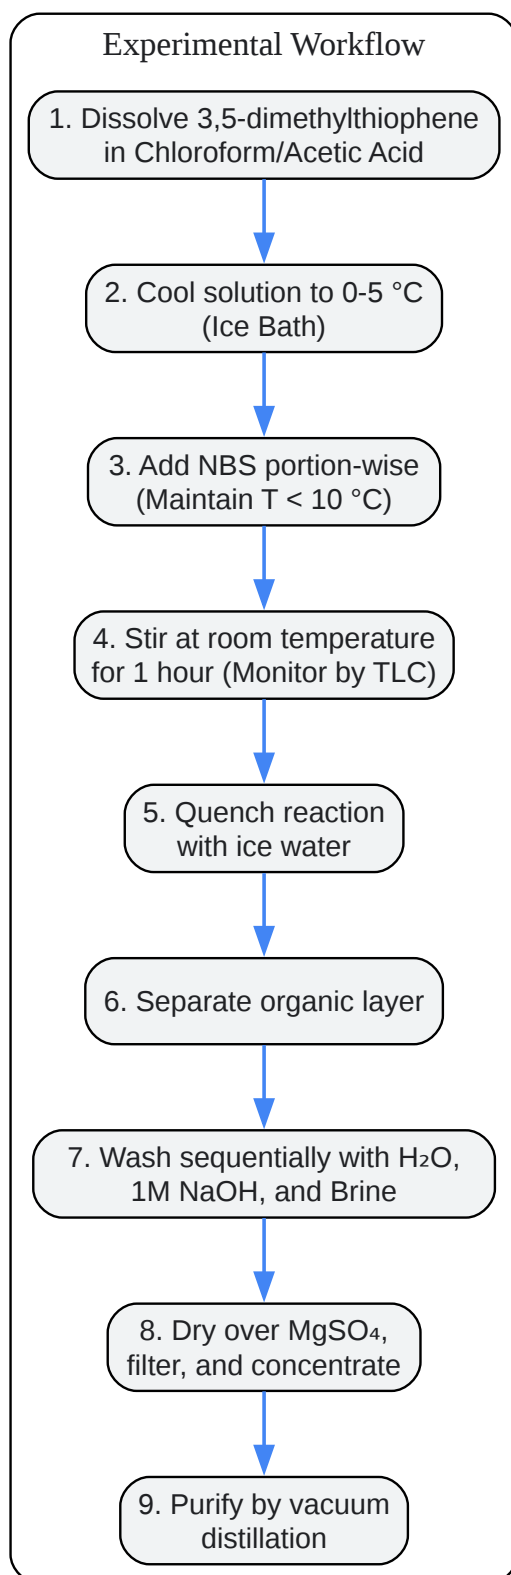 Experimental Workflow
1. Dissolve 3,5-dimethylthiophene
in Chloroform/Acetic Acid
2. Cool solution to 0-5 °C
(Ice Bath)
3. Add NBS portion-wise
(Maintain T < 10 °C)
4. Stir at room temperature
for 1 hour (Monitor by TLC)
5. Quench reaction
with ice water
6. Separate organic layer
7. Wash sequentially with H₂O,
1M NaOH, and Brine
8. Dry over MgSO₄,
filter, and concentrate
9. Purify by vacuum
distillation